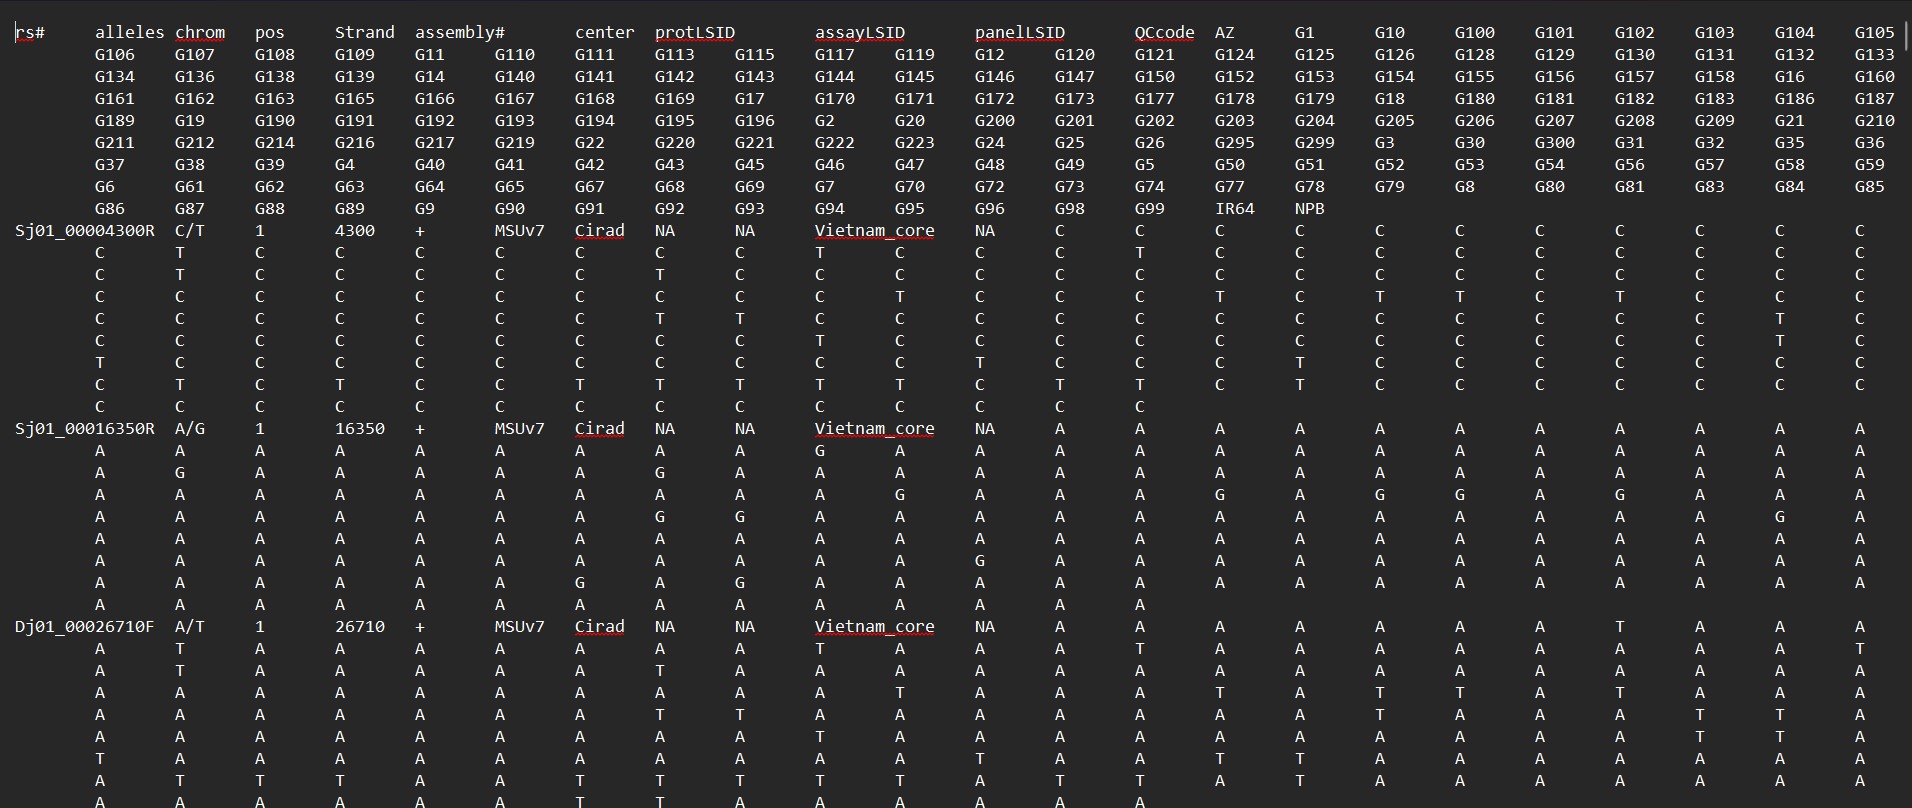 rs# alleles chrom pos Strand assembly# center protLSID assayLSID panelLSID QCcode AZ G1 G10 G100 G101 G102 G103 G104 G105
G106 G107 G108 G109 G11 G110 G111 G113 G115 G117 G119 G12 G120 G121 G124 G125 G126 G128 G129 G130 G131 G132 G133
G134 G136 G138 G139 G14 G140 G141 G142 G143 G144 G145 G146 G147 G150 G152 G153 G154 G155 G156 G157 G158 G16 G160
G161 G162 G163 G165 G166 G167 G168 G169 G17 G170 G171 G172 G173 G177 G178 G179 G18 G180 G181 G182 G183 G186 G187
G189 G19 G190 G191 G192 G193 G194 G195 G196 G2 G20 G200 G201 G202 G203 G204 G205 G206 G207 G208 G209 G21 G210
G211 G212 G214 G216 G217 G219 G22 G220 G221 G222 G223 G24 G25 G26 G295 G299 G3 G30 G300 G31 G32 G35 G36
G37 G38 G39 G4 G40 G41 G42 G43 G45 G46 G47 G48 G49 G5 G50 G51 G52 G53 G54 G56 G57 G58 G59
G6 G61 G62 G63 G64 G65 G67 G68 G69 G7 G70 G72 G73 G74 G77 G78 G79 G8 G80 G81 G83 G84 G85
G86 G87 G88 G89 G9 G90 G91 G92 G93 G94 G95 G96 G98 G99 IR64 NPB
Sj01_00004300R C/T 1 4300 + MSUv7 Cirad NA NA Vietnam_core NA C C C C C C C C C C C
C T C C C C C C C T C C C T C C C C C C C C C
C T C C C C C T C C C C C C C C C C C C C C C
C C C C C C C C C C T C C C T C T T C T C C C
C C C C C C C T T C C C C C C C C C C C C T C
C C C C C C C C C T C C C C C C C C C C C T C
T C C C C C C C C C C T C C C T C C C C C C C
C T C T C C T T T T T C T T C T C C C C C C C
C C C C C C C C C C C C C C
Sj01_00016350R A/G 1 16350 + MSUv7 Cirad NA NA Vietnam_core NA A A A A A A A A A A A
A A A A A A A A A G A A A A A A A A A A A A A
A G A A A A A G A A A A A A A A A A A A A A A
A A A A A A A A A A G A A A G A G G A G A A A
A A A A A A A G G A A A A A A A A A A A A G A
A A A A A A A A A A A A A A A A A A A A A A A
A A A A A A A A A A A G A A A A A A A A A A A
A A A A A A G A G A A A A A A A A A A A A A A
A A A A A A A A A A A A A A
Dj01_00026710F A/T 1 26710 + MSUv7 Cirad NA NA Vietnam_core NA A A A A A A A T A A A
A T A A A A A A A T A A A T A A A A A A A A T
A T A A A A A T A A A A A A A A A A A A A A A
A A A A A A A A A A T A A A T A T T A T A A A
A A A A A A A T T A A A A A A A T A A A T T A
A A A A A A A A A T A A A A A A A A A A T T A
T A A A A A A A A A A T A A T T A A A A A A A
A T T T A A T T T T T A T T A T A A A A A A A
A A A A A A T T A A A A A A